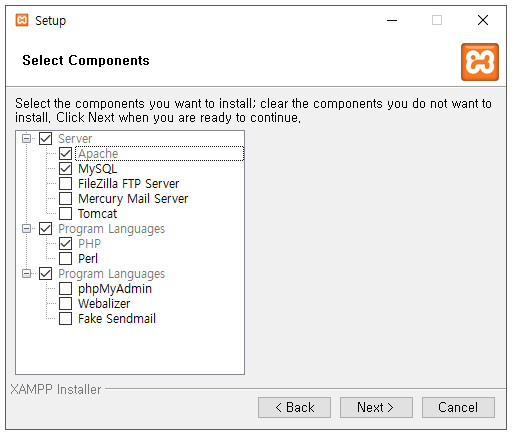 Setup
Select Components
Select the components you want to install; clear the components you do not want to
install. Click Next when you are ready to continue.
Server
Apache
MySQL
FileZilla FTP Server
Mercury Mail Server
Tomcat
Program Languages
PHP
Perl
Program Languages
phpMyAdmin
Webalizer
Fake Sendmail
XAMPP Installer
< Back
Next >
Cancel